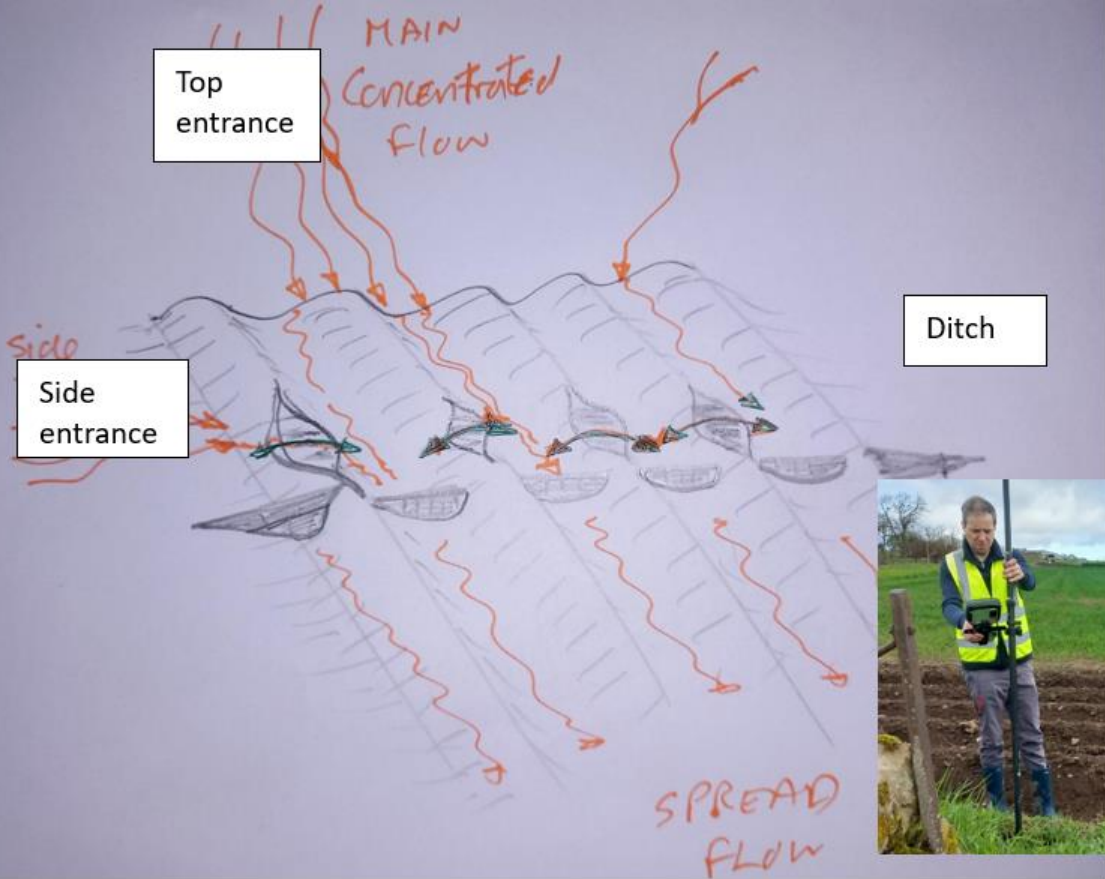 MAIN
Concentrated
flow
Top
entrance
side
Side
entrance
Ditch
SPREAD
FLOW